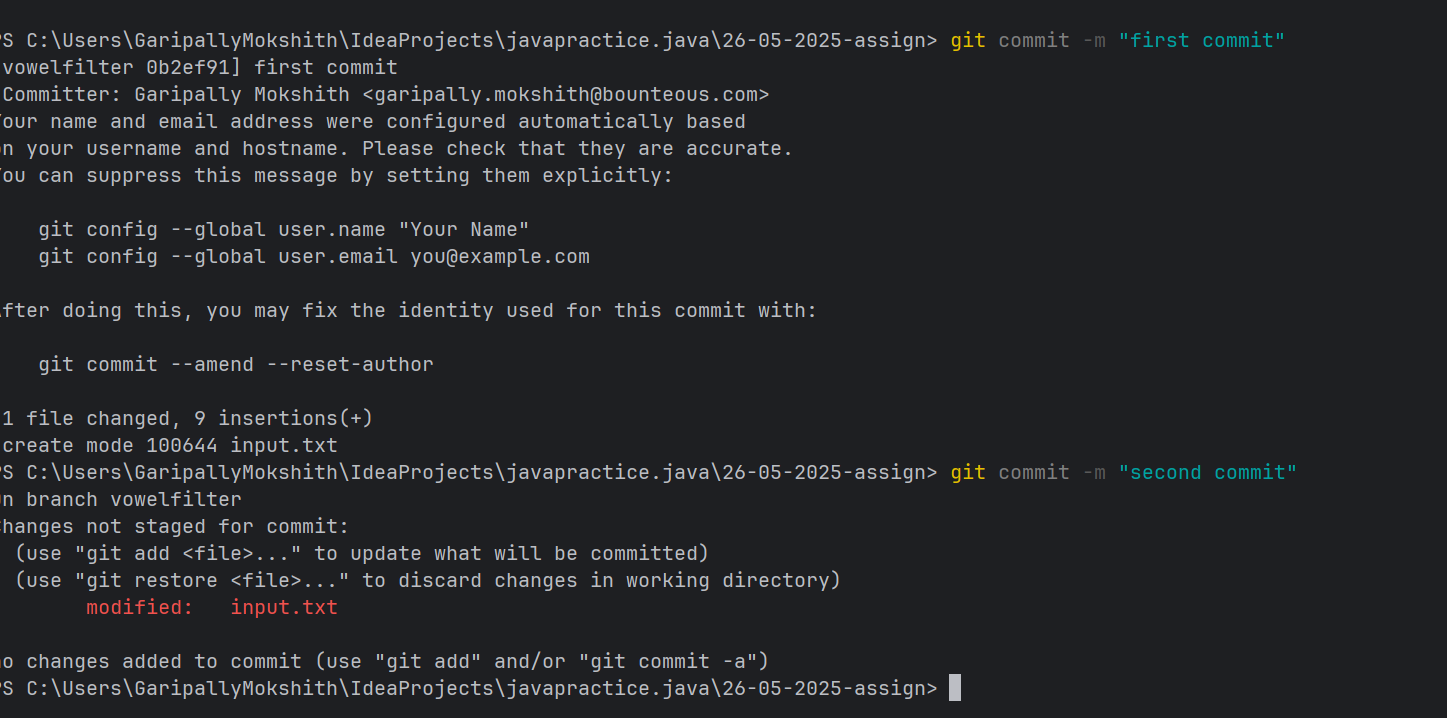 PS C:\Users\GaripallyMokshith\IdeaProjects\javapractice.java\26-05-2025-assign> git commit -m "first commit"
vowelfilter 0b2ef91] first commit
Committer: Garipally Mokshith <garipally.mokshith@bounteous.com>
Your name and email address were configured automatically based
on your username and hostname. Please check that they are accurate.
You can suppress this message by setting them explicitly:
git config --global user.name "Your Name"
git config --global user.email you@example.com
After doing this, you may fix the identity used for this commit with:
git commit --amend --reset-author
1 file changed, 9 insertions(+)
create mode 100644 input.txt
PS C:\Users\GaripallyMokshith\IdeaProjects\javapractice.java\26-05-2025-assign> git commit -m "second commit"
On branch vowelfilter
Changes not staged for commit:
(use "git add <file>..." to update what will be committed)
(use "git restore <file>..." to discard changes in working directory)
modified:   input.txt
no changes added to commit (use "git add" and/or "git commit -a")
PS C:\Users\GaripallyMokshith\IdeaProjects\javapractice.java\26-05-2025-assign>